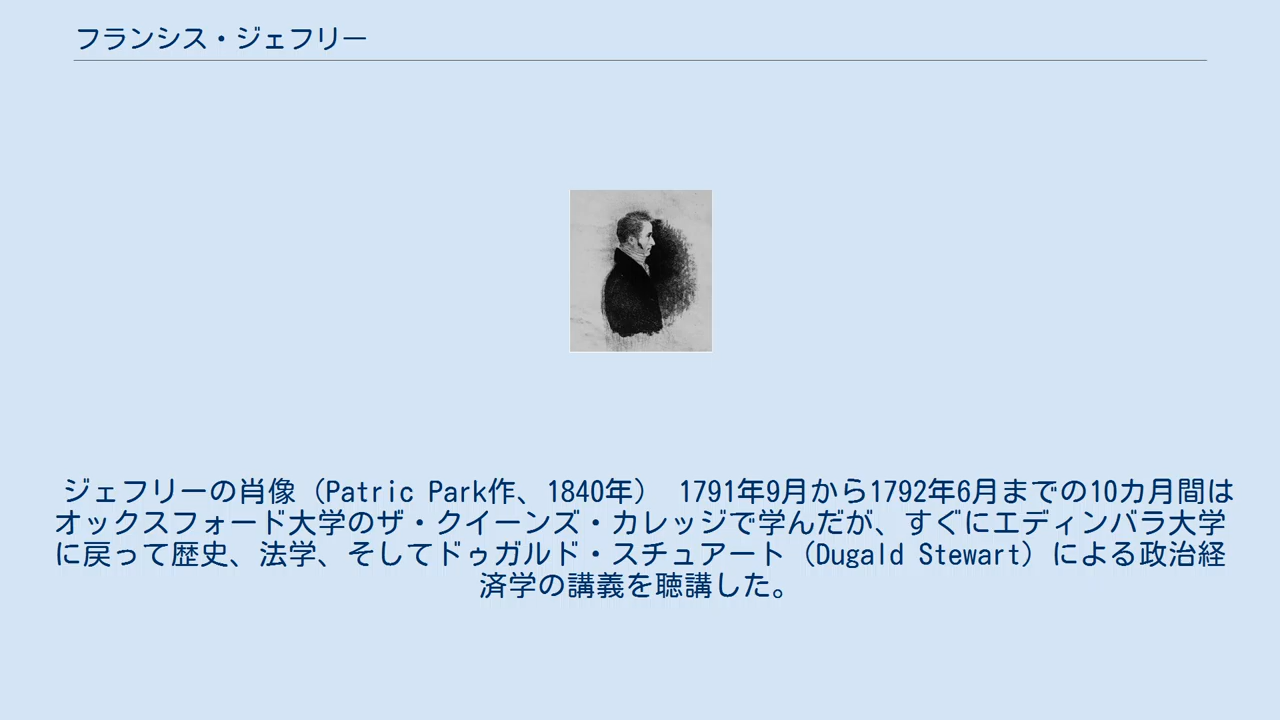 フランシス・ジェフリー
ジェフリーの肖像（Patric Park作、1840年） 1791年9月から1792年6月までの10カ月間は
オックスフォード大学のザ・クイーンズ・カレッジで学んだが、すぐにエディンバラ大学
に戻って歴史、法学、そしてドゥガルド・スチュアート（Dugald Stewart）による政治経
済学の講義を聴講した。